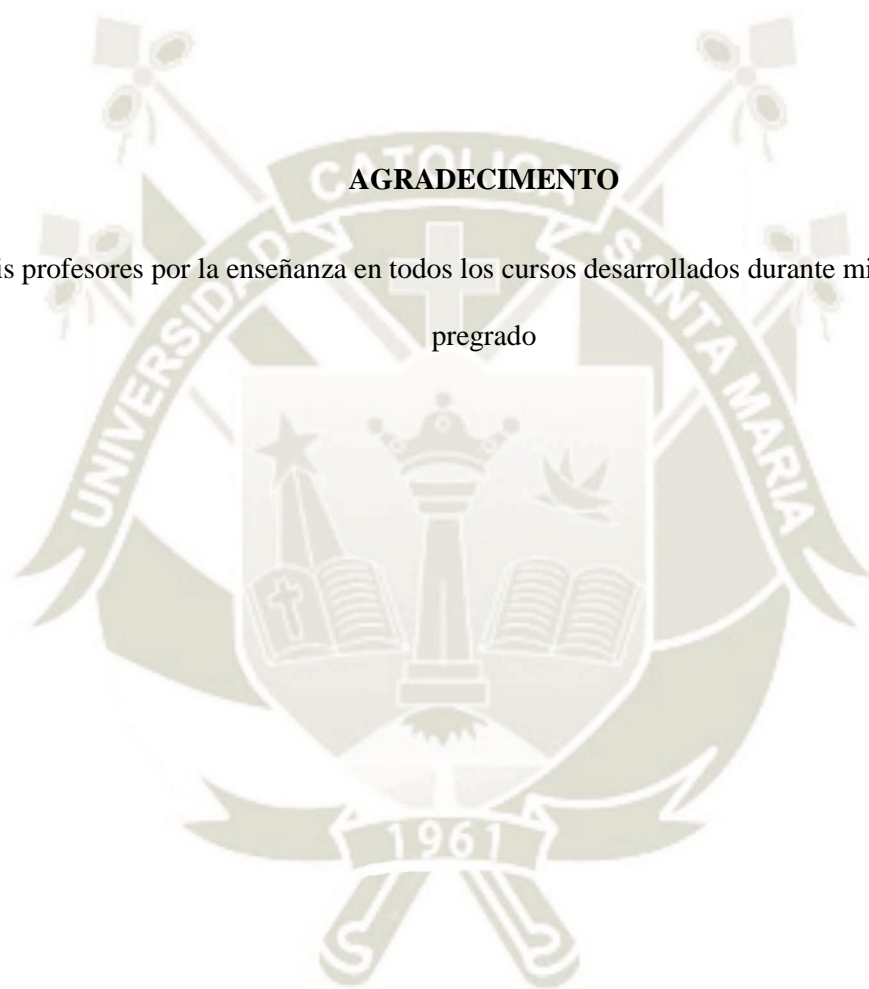 AGRADECIMENTO
is profesores por la enseñanza en todos los cursos desarrollados durante mi
pregrado
UNIVERSIDAD CATOLICA SANTA MARIA
1961